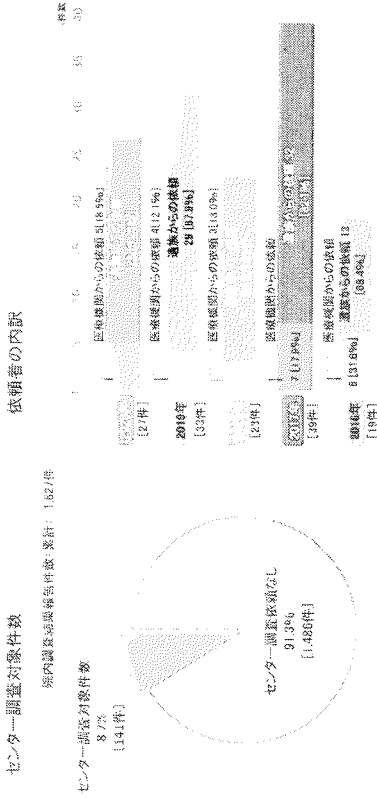 センター調査対象件数
院内調査結果報告件数:累計: 1,627件
センター調査対象件数
8.7%
[141件]
センター調査依頼なし
91.3%
[1,486件]
依頼者の内訳
件数
医療機関からの依頼 5[18.5%]
[27件]
医療機関からの依頼 4[12.1%]
遺族からの依頼
29 [87.9%]
2019年
[33件]
医療機関からの依頼 3[13.0%]
[23件]
医療機関からの依頼
7 [17.9%]
[39件]
医療機関からの依頼
6 [31.6%]
遺族からの依頼 13
[68.4%]
2016年
[19件]